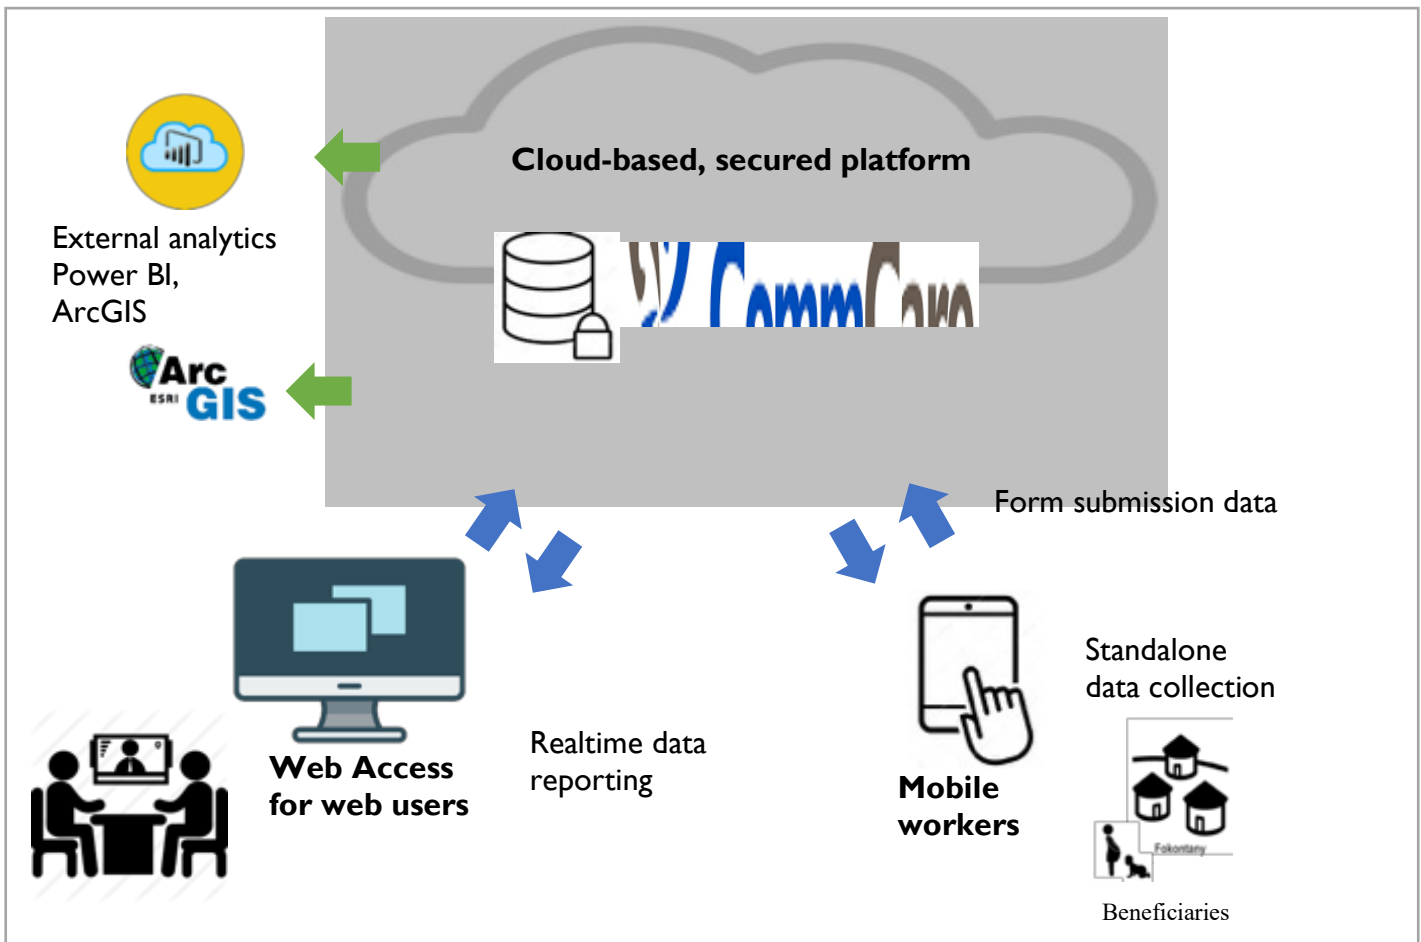 Cloud-based, secured platform
CommCare
External analytics
Power BI,
ArcGIS
Arc
ESRI GIS
Form submission data
Standalone
data collection
Realtime data
reporting
Web Access
for web users
Mobile
workers
Fokontany
Beneficiaries